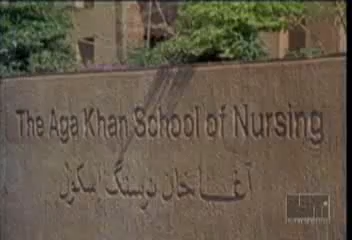 The Aga Khan School of Nursing
آغا خان نرسنگ اسکول